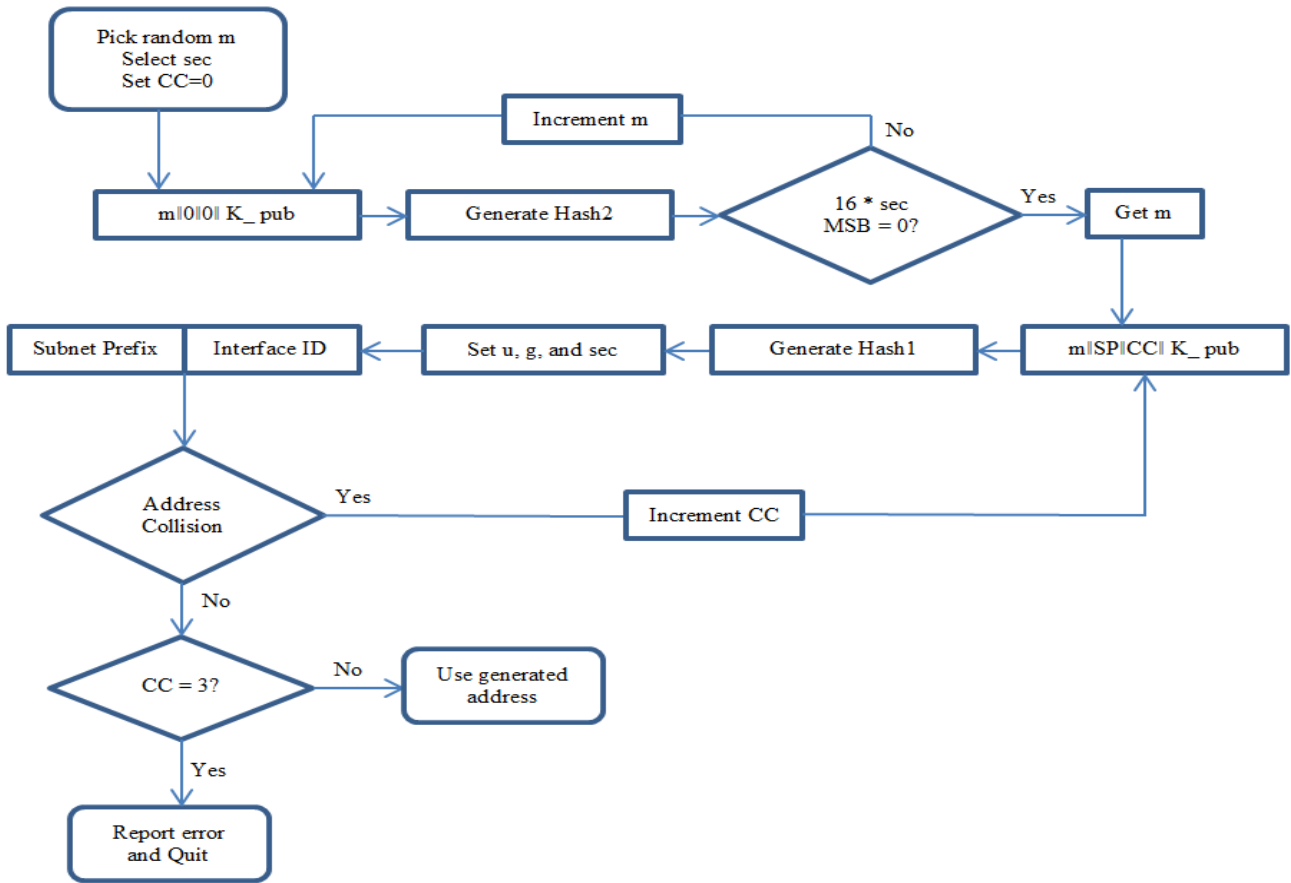 Pick random m
Select sec
Set CC=0
Increment m
No
m||0||0|| K_ pub
Generate Hash2
16 * sec
MSB = 0?
Yes
Get m
Subnet Prefix
Interface ID
Set u, g, and sec
Generate Hash1
m||SP||CC|| K_ pub
Address
Collision
Yes
Increment CC
No
CC = 3?
No
Use generated
address
Yes
Report error
and Quit